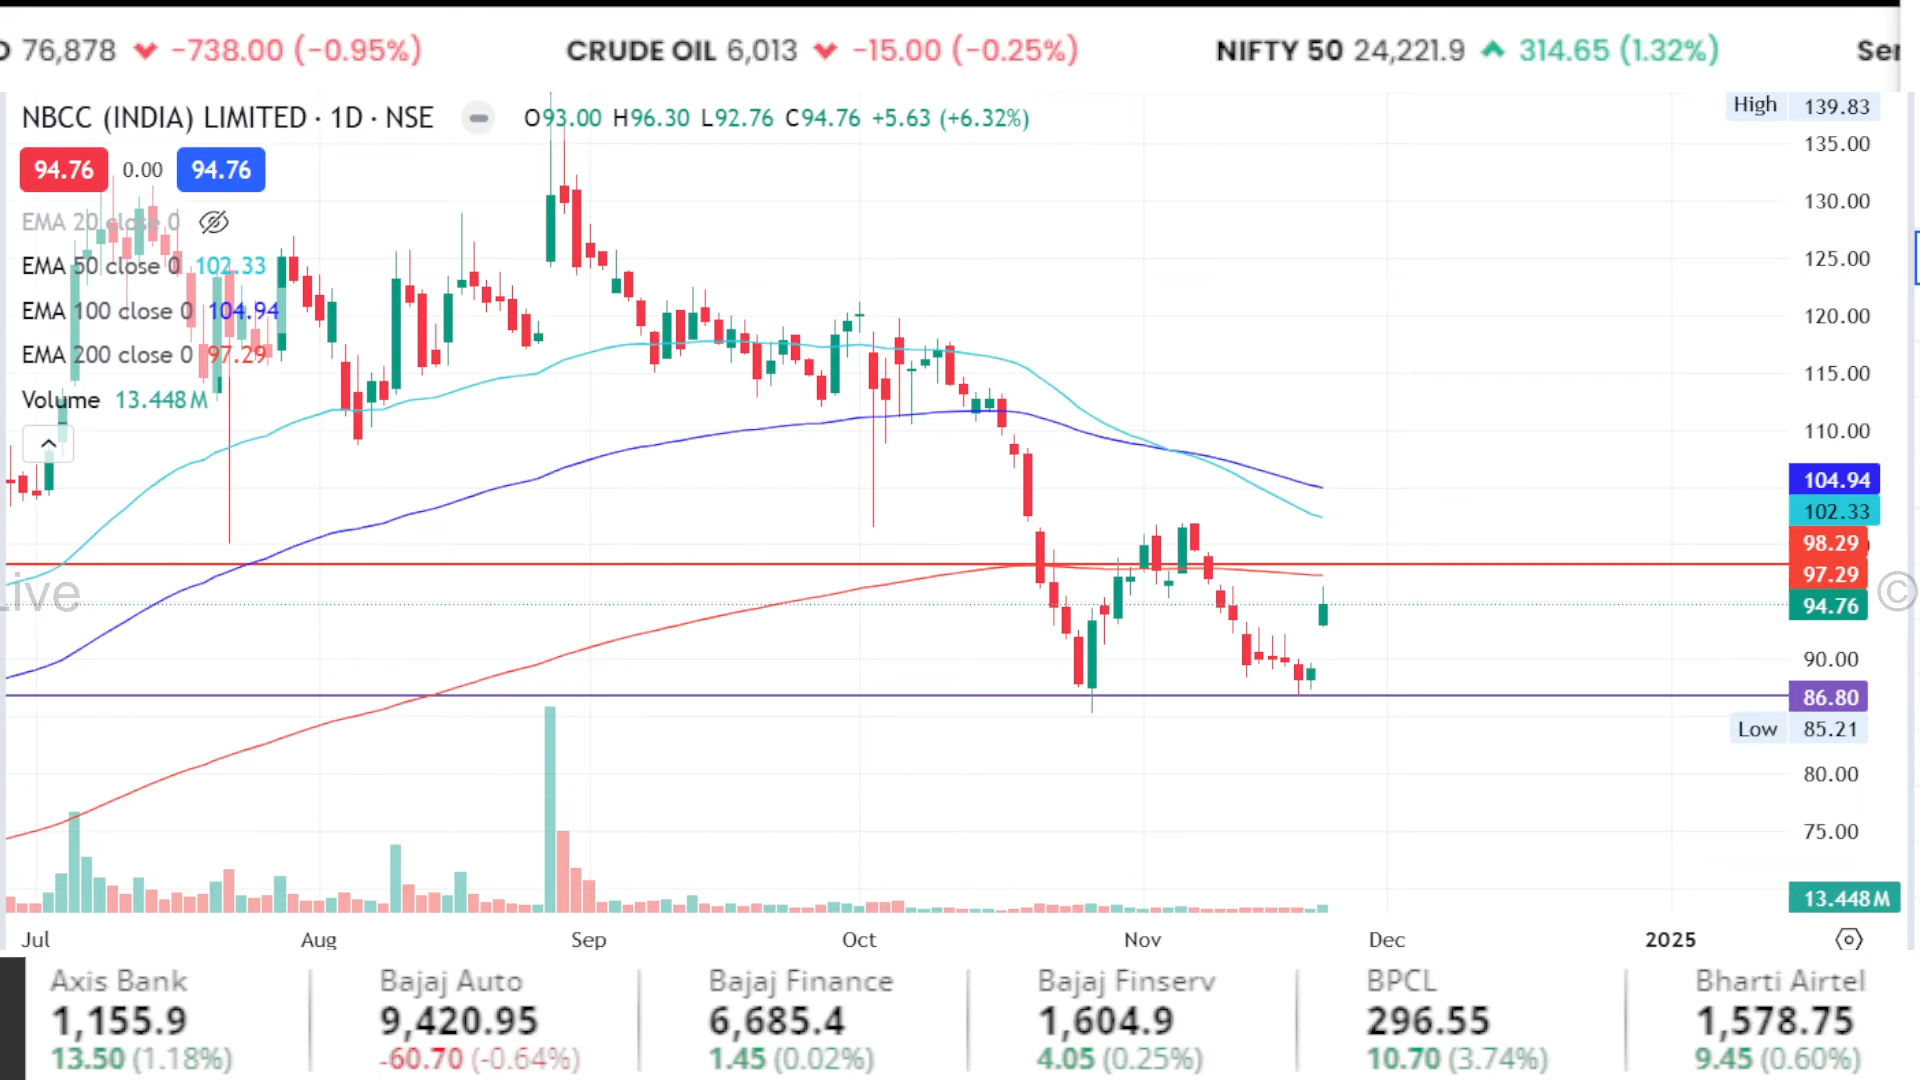 76,878 −738.00 (−0.95%) CRUDE OIL 6,013 −15.00 (−0.25%) NIFTY 50 24,221.9 314.65 (1.32%)
NBCC (INDIA) LIMITED · 1D · NSE O93.00 H96.30 L92.76 C94.76 +5.63 (+6.32%)
High 139.83
135.00
94.76 0.00 94.76
130.00
EMA 20 close 0
EMA 50 close 0 102.33
125.00
EMA 100 close 0 104.94
120.00
EMA 200 close 0 97.29
115.00
Volume 13.448M
110.00
104.94
102.33
98.29
97.29
Live ©
94.76
90.00
86.80
Low 85.21
80.00
75.00
13.448M
Jul Aug Sep Oct Nov Dec 2025
Axis Bank Bajaj Auto Bajaj Finance Bajaj Finserv BPCL Bharti Airtel
1,155.9 9,420.95 6,685.4 1,604.9 296.55 1,578.75
13.50 (1.18%) -60.70 (-0.64%) 1.45 (0.02%) 4.05 (0.25%) 10.70 (3.74%) 9.45 (0.60%)